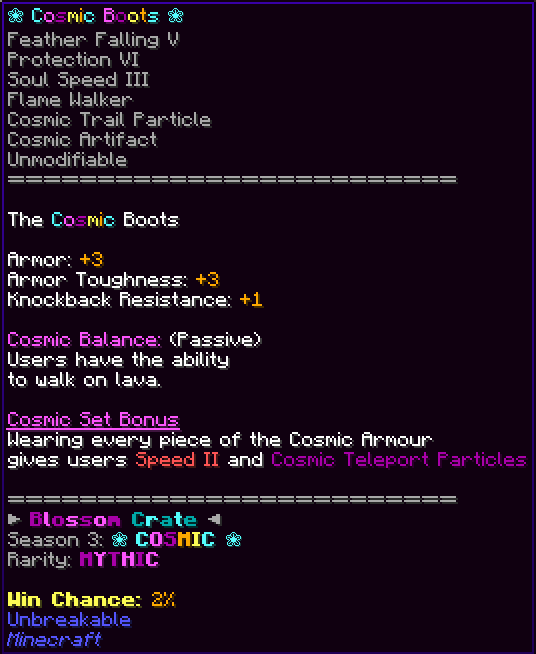 ❀ Cosmic Boots ❀
Feather Falling V
Protection VI
Soul Speed III
Flame Walker
Cosmic Trail Particle
Cosmic Artifact
Unmodifiable
============================
The Cosmic Boots
Armor: +3
Armor Toughness: +3
Knockback Resistance: +1
Cosmic Balance: (Passive)
Users have the ability
to walk on lava.
Cosmic Set Bonus
Wearing every piece of the Cosmic Armour
gives users Speed II and Cosmic Teleport Particles
============================
► Blossom Crate ◄
Season 3: ❀ COSMIC ❀
Rarity: MYTHIC
Win Chance: 2%
Unbreakable
Minecraft